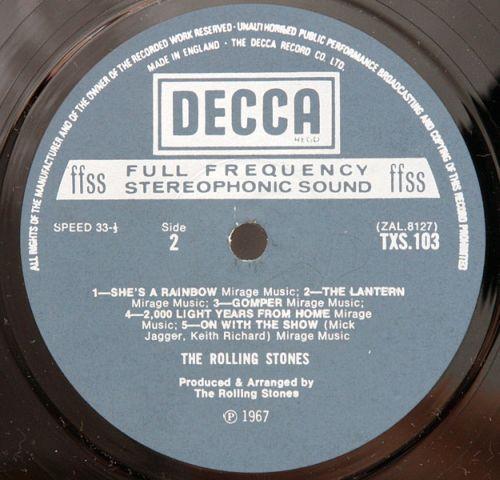 ALL RIGHTS OF THE MANUFACTURER AND OF THE OWNER OF THE RECORDED WORK RESERVED · UNAUTHORISED PUBLIC PERFORMANCE BROADCASTING AND COPYING OF THIS RECORD PROHIBITED
MADE IN ENGLAND · THE DECCA RECORD CO. LTD.
DECCA
REGD
ffss FULL FREQUENCY STEREOPHONIC SOUND ffss
SPEED 33-⅓ Side 2 (ZAL.8127) TXS.103
1—SHE'S A RAINBOW Mirage Music; 2—THE LANTERN
Mirage Music; 3—GOMPER Mirage Music;
4—2,000 LIGHT YEARS FROM HOME Mirage
Music; 5—ON WITH THE SHOW (Mick
Jagger, Keith Richard) Mirage Music
THE ROLLING STONES
Produced & Arranged by
The Rolling Stones
Ⓟ 1967